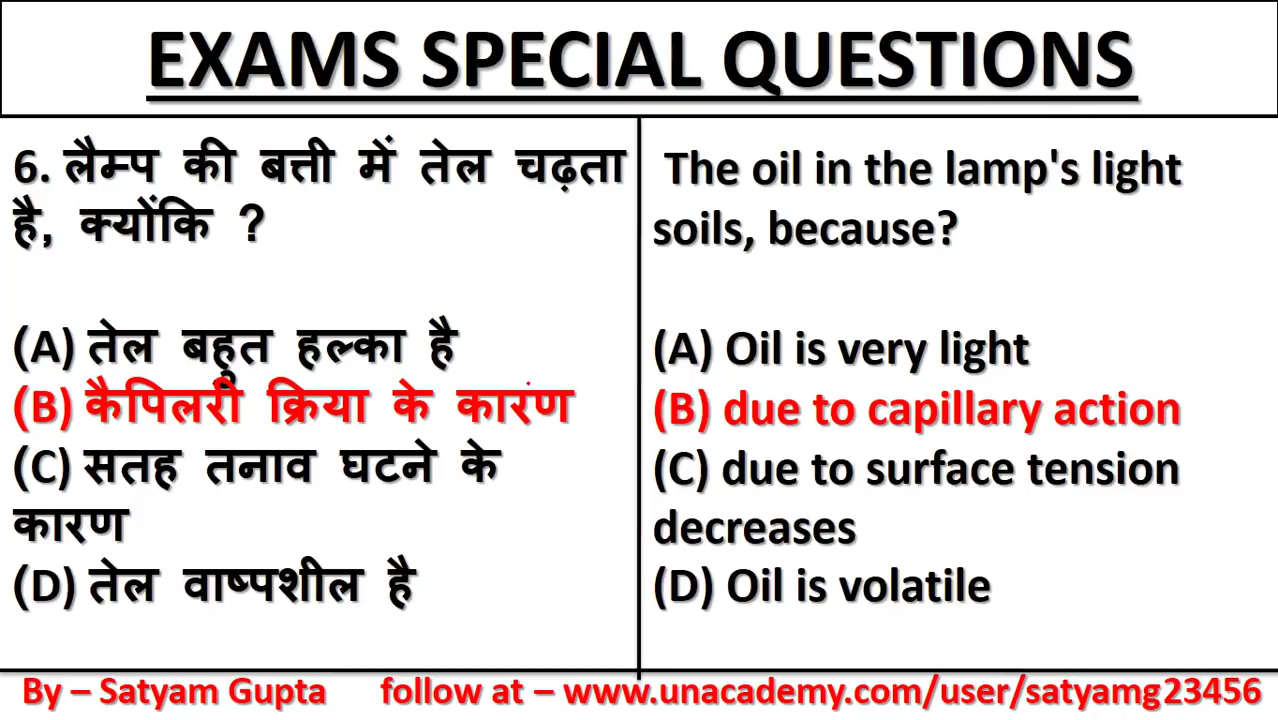 EXAMS SPECIAL QUESTIONS
6. लैम्प की बत्ती में तेल चढ़ता
है, क्योंकि ?
(A) तेल बहुत हल्का है
(B) कैपिलरी क्रिया के कारंण
(C) सतह तनाव घटने के
कारण
(D) तेल वाष्पशील है
The oil in the lamp's light
soils, because?
(A) Oil is very light
(B) due to capillary action
(C) due to surface tension
decreases
(D) Oil is volatile
By – Satyam Gupta follow at – www.unacademy.com/user/satyamg23456